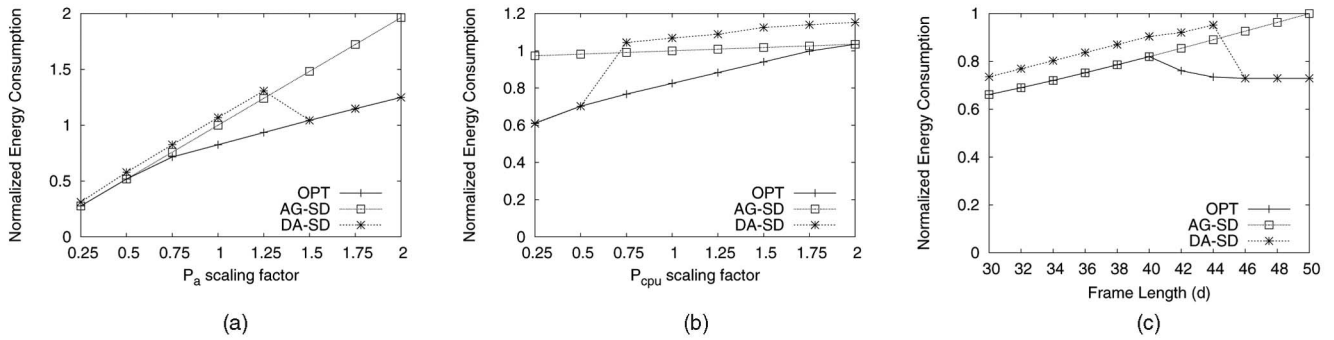 Normalized Energy Consumption
2
1.5
1
0.5
0
0.25 0.5 0.75 1 1.25 1.5 1.75 2
P_a scaling factor
OPT
AG-SD
DA-SD
(a)
Normalized Energy Consumption
1.2
1
0.8
0.6
0.4
0.2
0
0.25 0.5 0.75 1 1.25 1.5 1.75 2
P_cpu scaling factor
OPT
AG-SD
DA-SD
(b)
Normalized Energy Consumption
1
0.8
0.6
0.4
0.2
0
30 32 34 36 38 40 42 44 46 48 50
Frame Length (d)
OPT
AG-SD
DA-SD
(c)